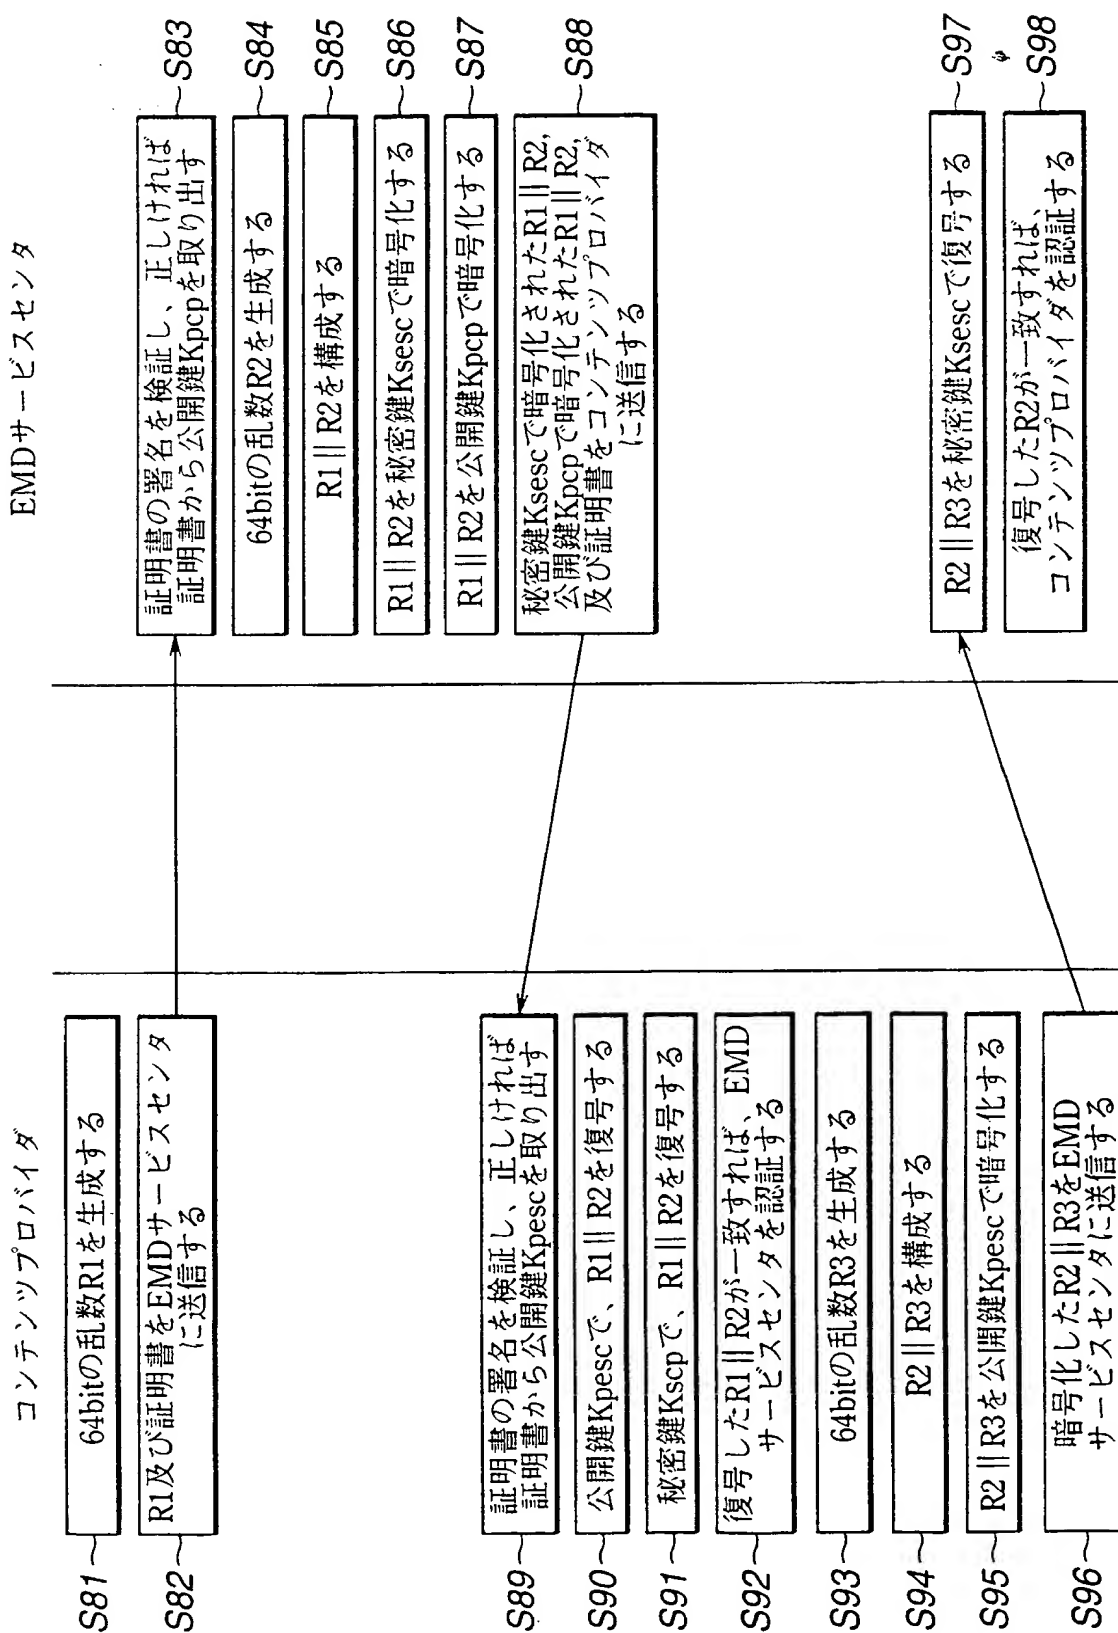 コンテンツプロバイダ
EMDサービスセンタ
S81
64bitの乱数R1を生成する
S82
R1及び証明書をEMDサービスセンタ
に送信する
証明書の署名を検証し、正しければ
証明書から公開鍵Kpcpを取り出す
S83
64bitの乱数R2を生成する
S84
R1||R2を構成する
S85
R1||R2を秘密鍵Ksescで暗号化する
S86
R1||R2を公開鍵Kpcpで暗号化する
S87
秘密鍵Ksescで暗号化されたR1||R2,
公開鍵Kpcpで暗号化されたR1||R2,
及び証明書をコンテンツプロバイダ
に送信する
S88
S89
証明書の署名を検証し、正しければ
証明書から公開鍵Kpescを取り出す
S90
公開鍵Kpescで、R1||R2を復号する
S91
秘密鍵Kscpで、R1||R2を復号する
S92
復号したR1||R2が一致すれば、EMD
サービスセンタを認証する
S93
64bitの乱数R3を生成する
S94
R2||R3を構成する
S95
R2||R3を公開鍵Kpescで暗号化する
S96
暗号化したR2||R3をEMD
サービスセンタに送信する
R2||R3を秘密鍵Ksescで復号する
S97
復号したR2が一致すれば、
コンテンツプロバイダを認証する
S98